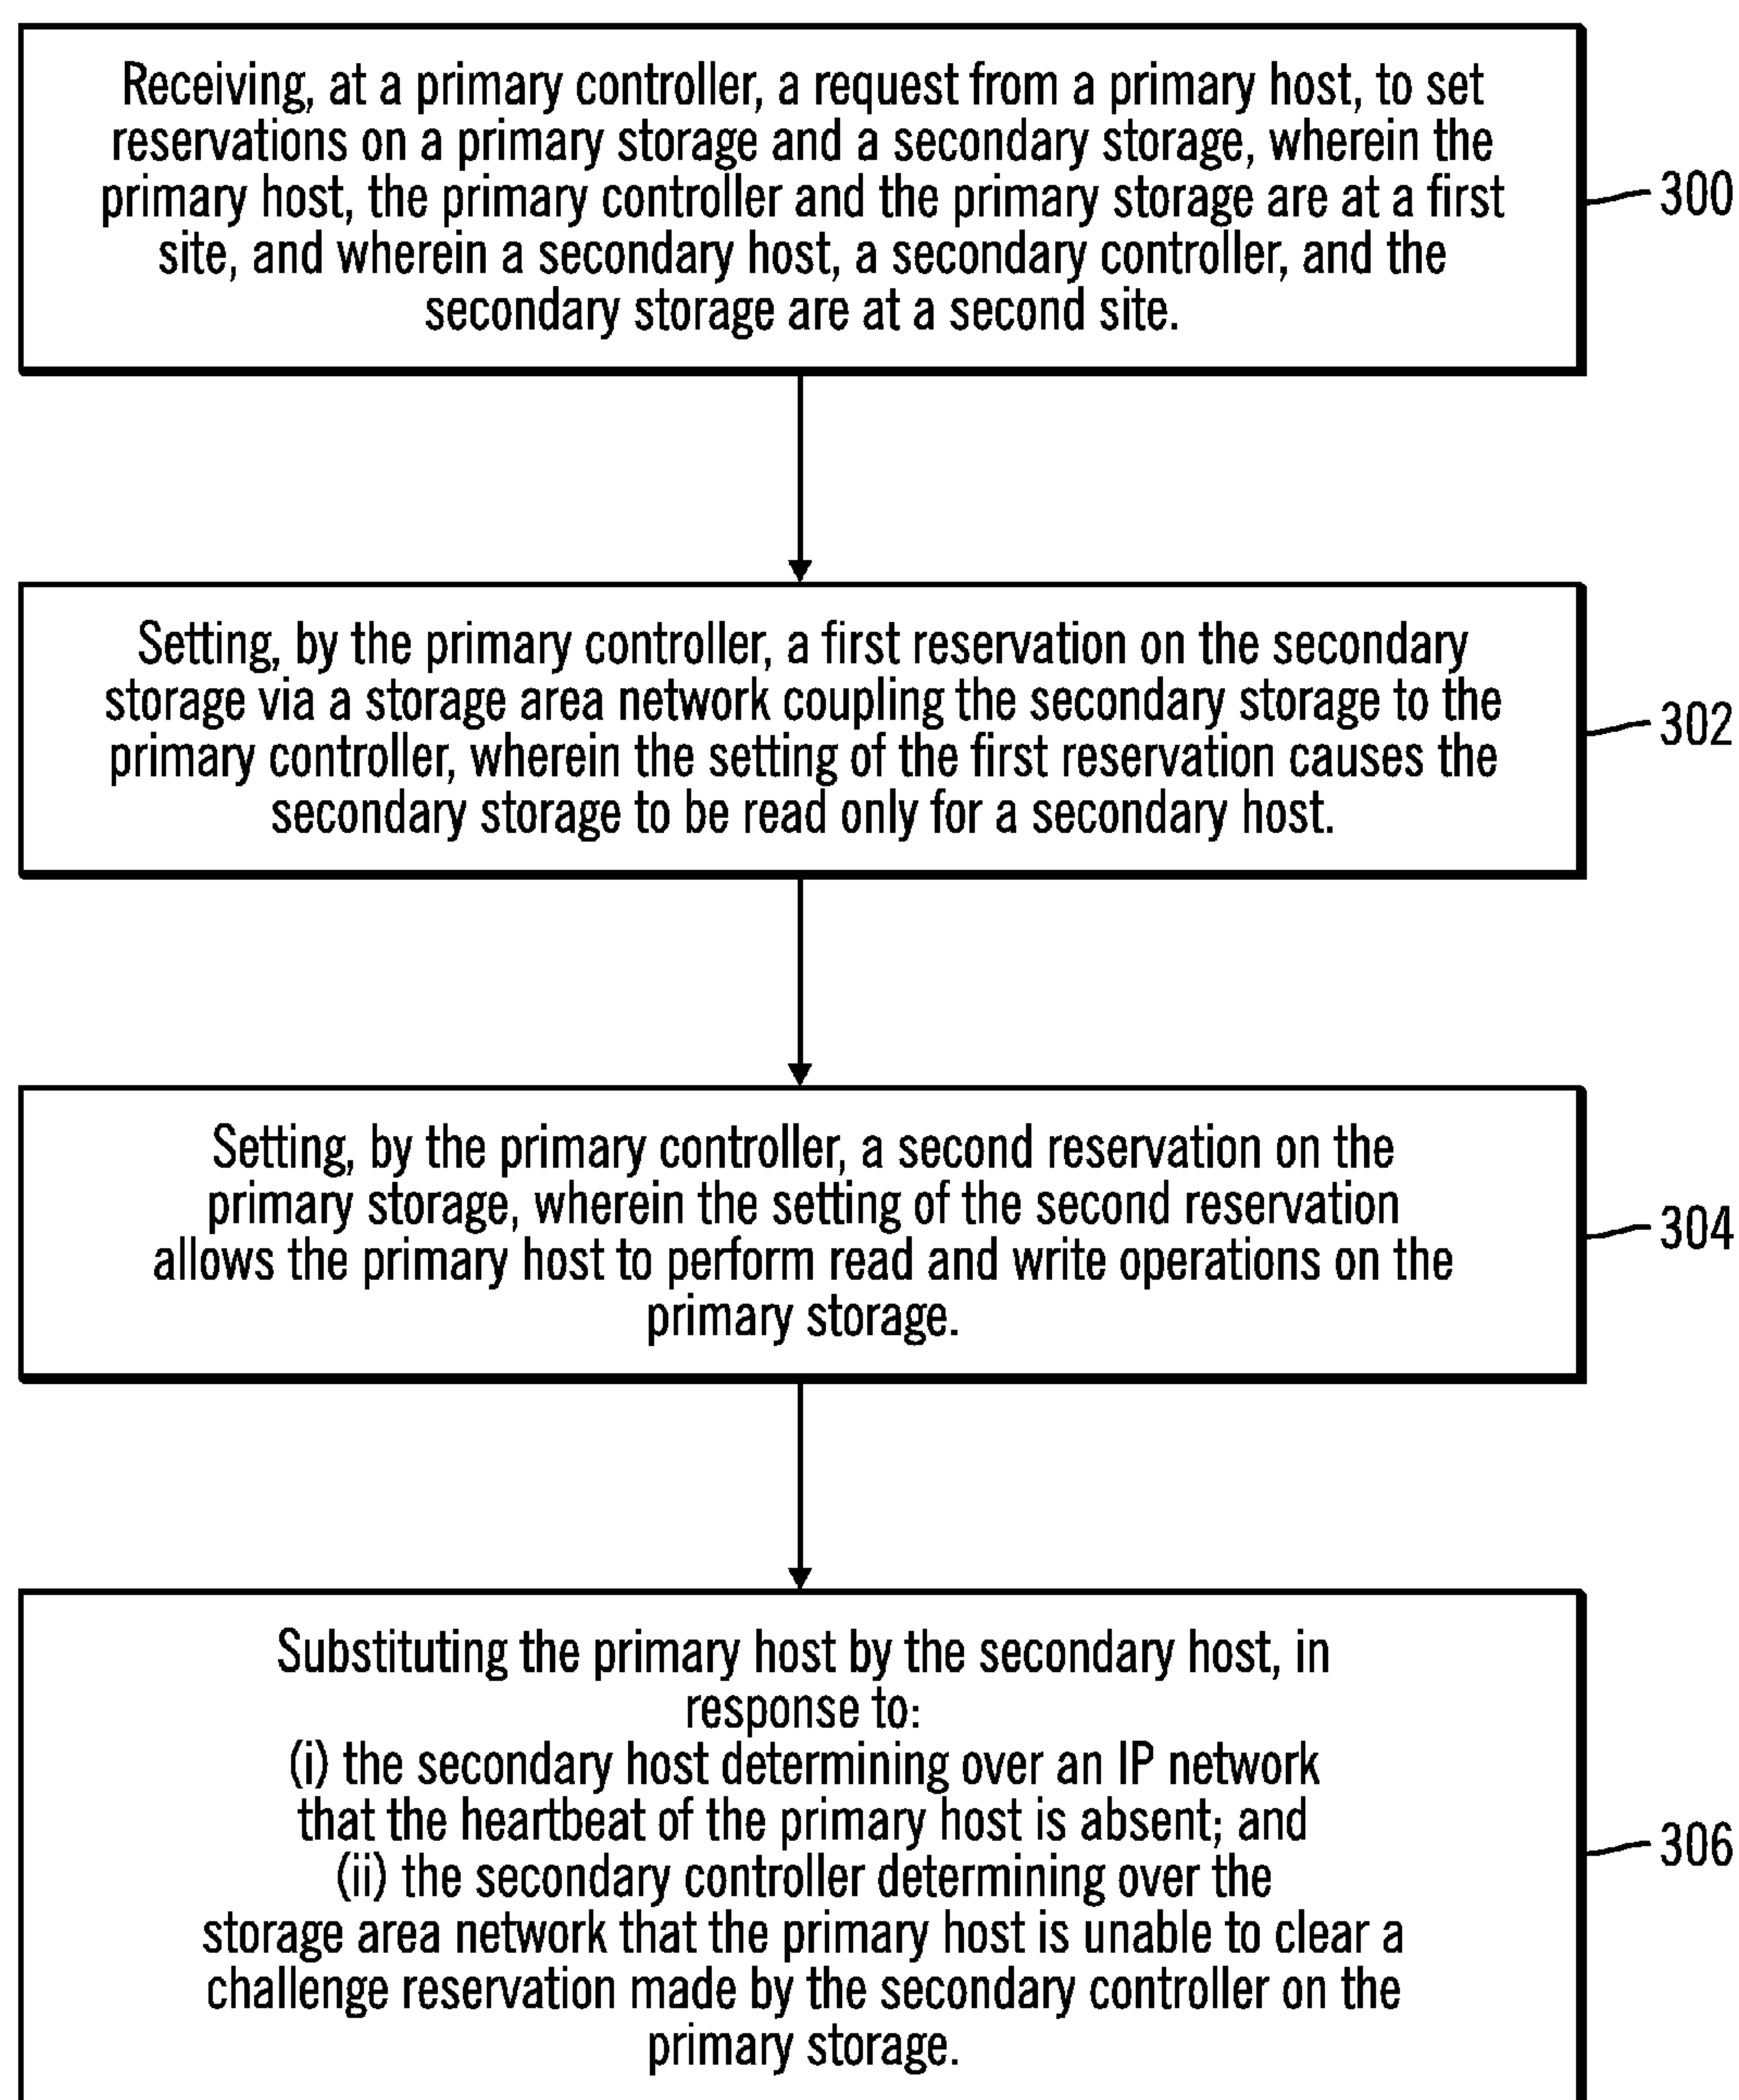 Receiving, at a primary controller, a request from a primary host, to set
reservations on a primary storage and a secondary storage, wherein the
primary host, the primary controller and the primary storage are at a first
site, and wherein a secondary host, a secondary controller, and the
secondary storage are at a second site.
300
Setting, by the primary controller, a first reservation on the secondary
storage via a storage area network coupling the secondary storage to the
primary controller, wherein the setting of the first reservation causes the
secondary storage to be read only for a secondary host.
302
Setting, by the primary controller, a second reservation on the
primary storage, wherein the setting of the second reservation
allows the primary host to perform read and write operations on the
primary storage.
304
Substituting the primary host by the secondary host, in
response to:
(i) the secondary host determining over an IP network
that the heartbeat of the primary host is absent; and
(ii) the secondary controller determining over the
storage area network that the primary host is unable to clear a
challenge reservation made by the secondary controller on the
primary storage.
306